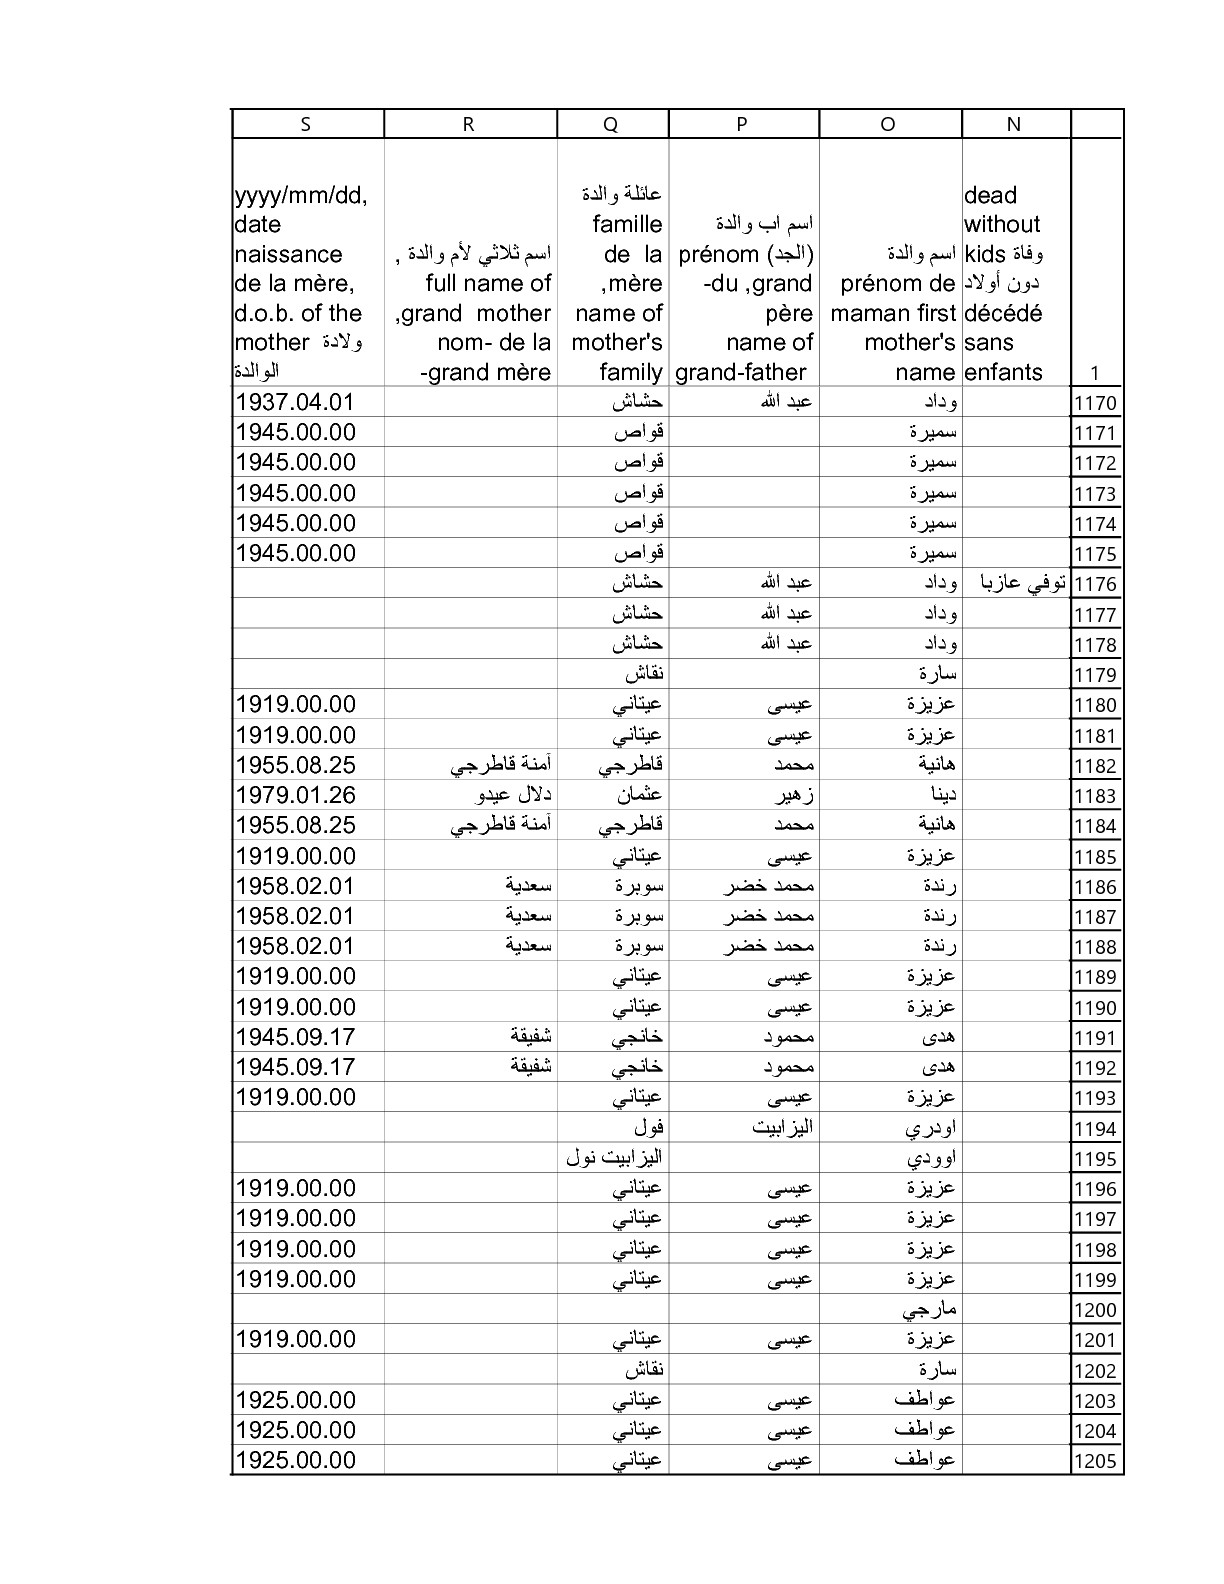 S R Q P O N
yyyy/mm/dd, date naissance de la mère, d.o.b. of the mother ولادة الوالدة
اسم ثلاثي لأم والدة , full name of grand mother, nom- de la grand mère-
عائلة والدة famille de la mère, name of mother's family
اسم اب والدة (الجد) prénom du- ,grand père name of grand-father
اسم والدة prénom de maman first mother's name
dead without kids وفاة دون أولاد décédé sans enfants
1
1937.04.01 حشاش عبد الله وداد 1170
1945.00.00 قواص سميرة 1171
1945.00.00 قواص سميرة 1172
1945.00.00 قواص سميرة 1173
1945.00.00 قواص سميرة 1174
1945.00.00 قواص سميرة 1175
حشاش عبد الله وداد توفي عازبا 1176
حشاش عبد الله وداد 1177
حشاش عبد الله وداد 1178
نقاش سارة 1179
1919.00.00 عيتاني عيسى عزيزة 1180
1919.00.00 عيتاني عيسى عزيزة 1181
1955.08.25 آمنة قاطرجي قاطرجي محمد هانية 1182
1979.01.26 دلال عيدو عثمان زهير دينا 1183
1955.08.25 آمنة قاطرجي قاطرجي محمد هانية 1184
1919.00.00 عيتاني عيسى عزيزة 1185
1958.02.01 سعدية سوبرة محمد خضر رندة 1186
1958.02.01 سعدية سوبرة محمد خضر رندة 1187
1958.02.01 سعدية سوبرة محمد خضر رندة 1188
1919.00.00 عيتاني عيسى عزيزة 1189
1919.00.00 عيتاني عيسى عزيزة 1190
1945.09.17 شفيقة خانجي محمود هدى 1191
1945.09.17 شفيقة خانجي محمود هدى 1192
1919.00.00 عيتاني عيسى عزيزة 1193
فول اليزابيت اودري 1194
اليزابيت نول اوودي 1195
1919.00.00 عيتاني عيسى عزيزة 1196
1919.00.00 عيتاني عيسى عزيزة 1197
1919.00.00 عيتاني عيسى عزيزة 1198
1919.00.00 عيتاني عيسى عزيزة 1199
مارجي 1200
1919.00.00 عيتاني عيسى عزيزة 1201
نقاش سارة 1202
1925.00.00 عيتاني عيسى عواطف 1203
1925.00.00 عيتاني عيسى عواطف 1204
1925.00.00 عيتاني عيسى عواطف 1205